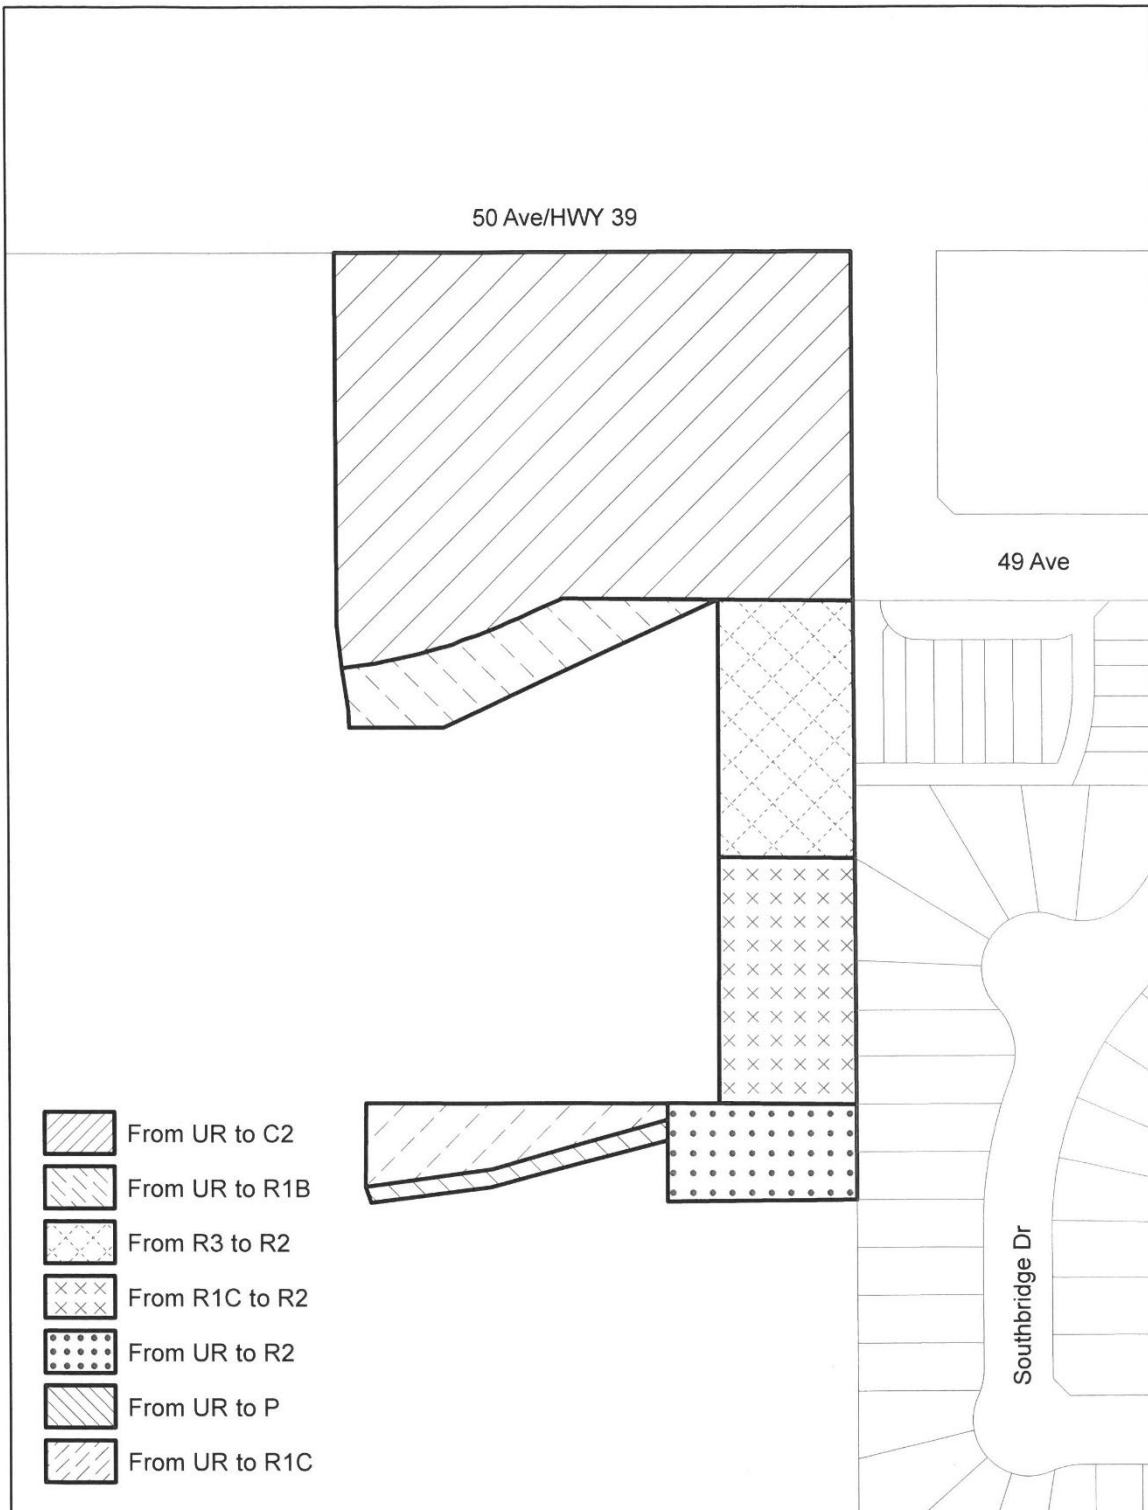 50 Ave/HWY 39
49 Ave
From UR to C2
From UR to R1B
From R3 to R2
From R1C to R2
From UR to R2
From UR to P
From UR to R1C
Southbridge Dr